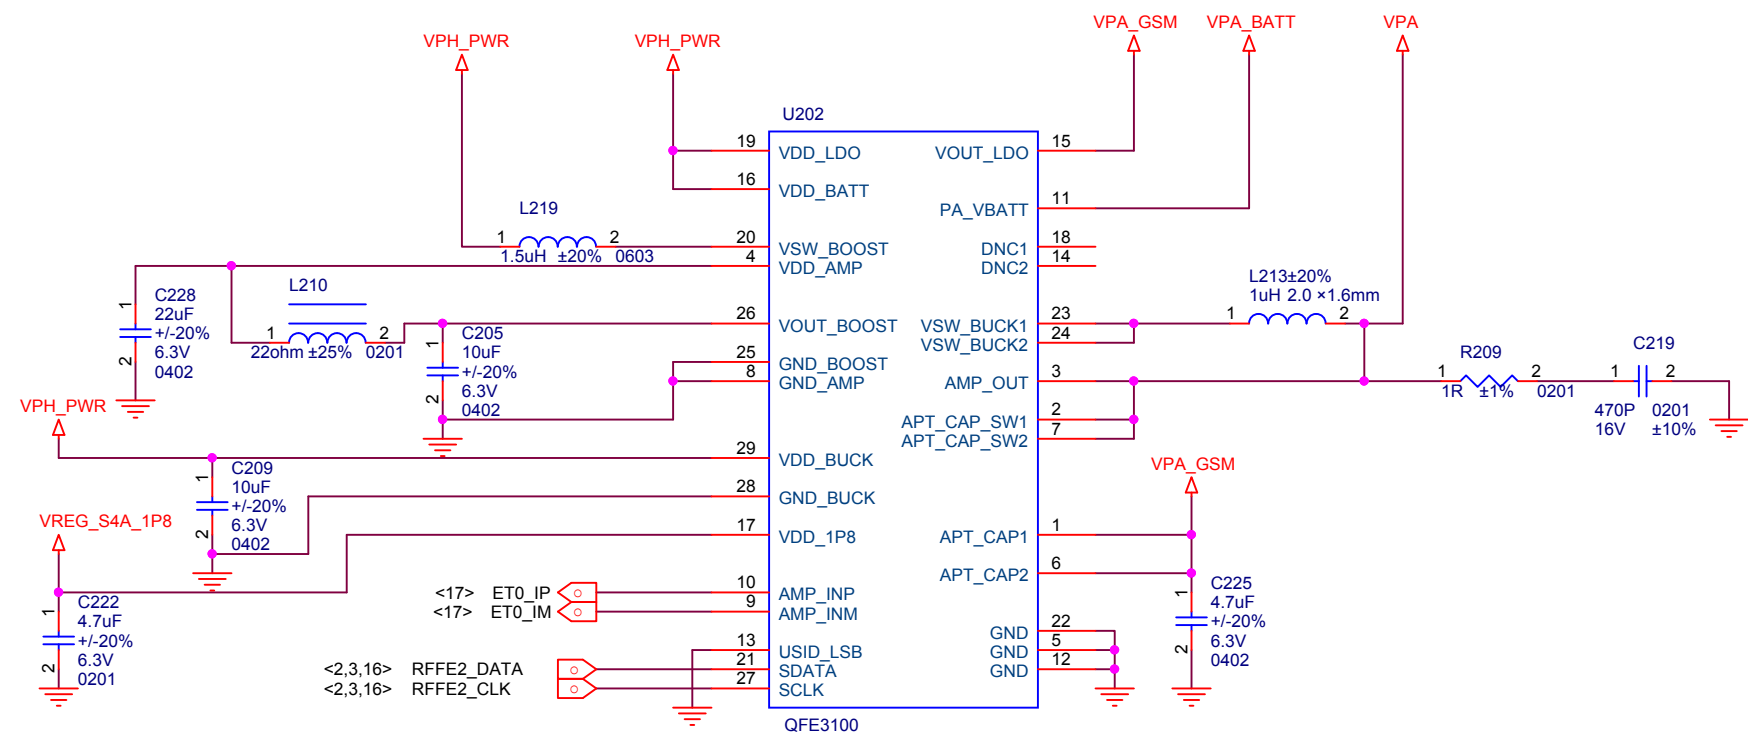 VPA_GSM
VPA_BATT
VPA
VPH_PWR
VPH_PWR
U202
19
VDD_LDO
16
VDD_BATT
L219
1
2
1.5uH ±20% 0603
20
VSW_BOOST
4
VDD_AMP
L210
1
2
22ohm ±25% 0201
1
C228
22uF
+/-20%
6.3V
0402
2
26
VOUT_BOOST
1
C205
10uF
+/-20%
6.3V
0402
2
25
GND_BOOST
8
GND_AMP
VPH_PWR
29
VDD_BUCK
1
C209
10uF
+/-20%
6.3V
0402
2
28
GND_BUCK
VREG_S4A_1P8
17
VDD_1P8
1
C222
4.7uF
+/-20%
6.3V
0201
2
<17> ET0_IP
10
AMP_INP
<17> ET0_IM
9
AMP_INM
13
USID_LSB
<2,3,16> RFFE2_DATA
21
SDATA
<2,3,16> RFFE2_CLK
27
SCLK
QFE3100
VOUT_LDO
15
PA_VBATT
11
DNC1
18
DNC2
14
L213±20%
1uH 2.0 ×1.6mm
1
2
VSW_BUCK1
23
VSW_BUCK2
24
AMP_OUT
3
R209
1
2
1R ±1% 0201
C219
1
2
470P 0201
16V ±10%
APT_CAP_SW1
2
APT_CAP_SW2
7
VPA_GSM
APT_CAP1
1
APT_CAP2
6
1
C225
4.7uF
+/-20%
6.3V
0402
2
GND
22
GND
5
GND
12